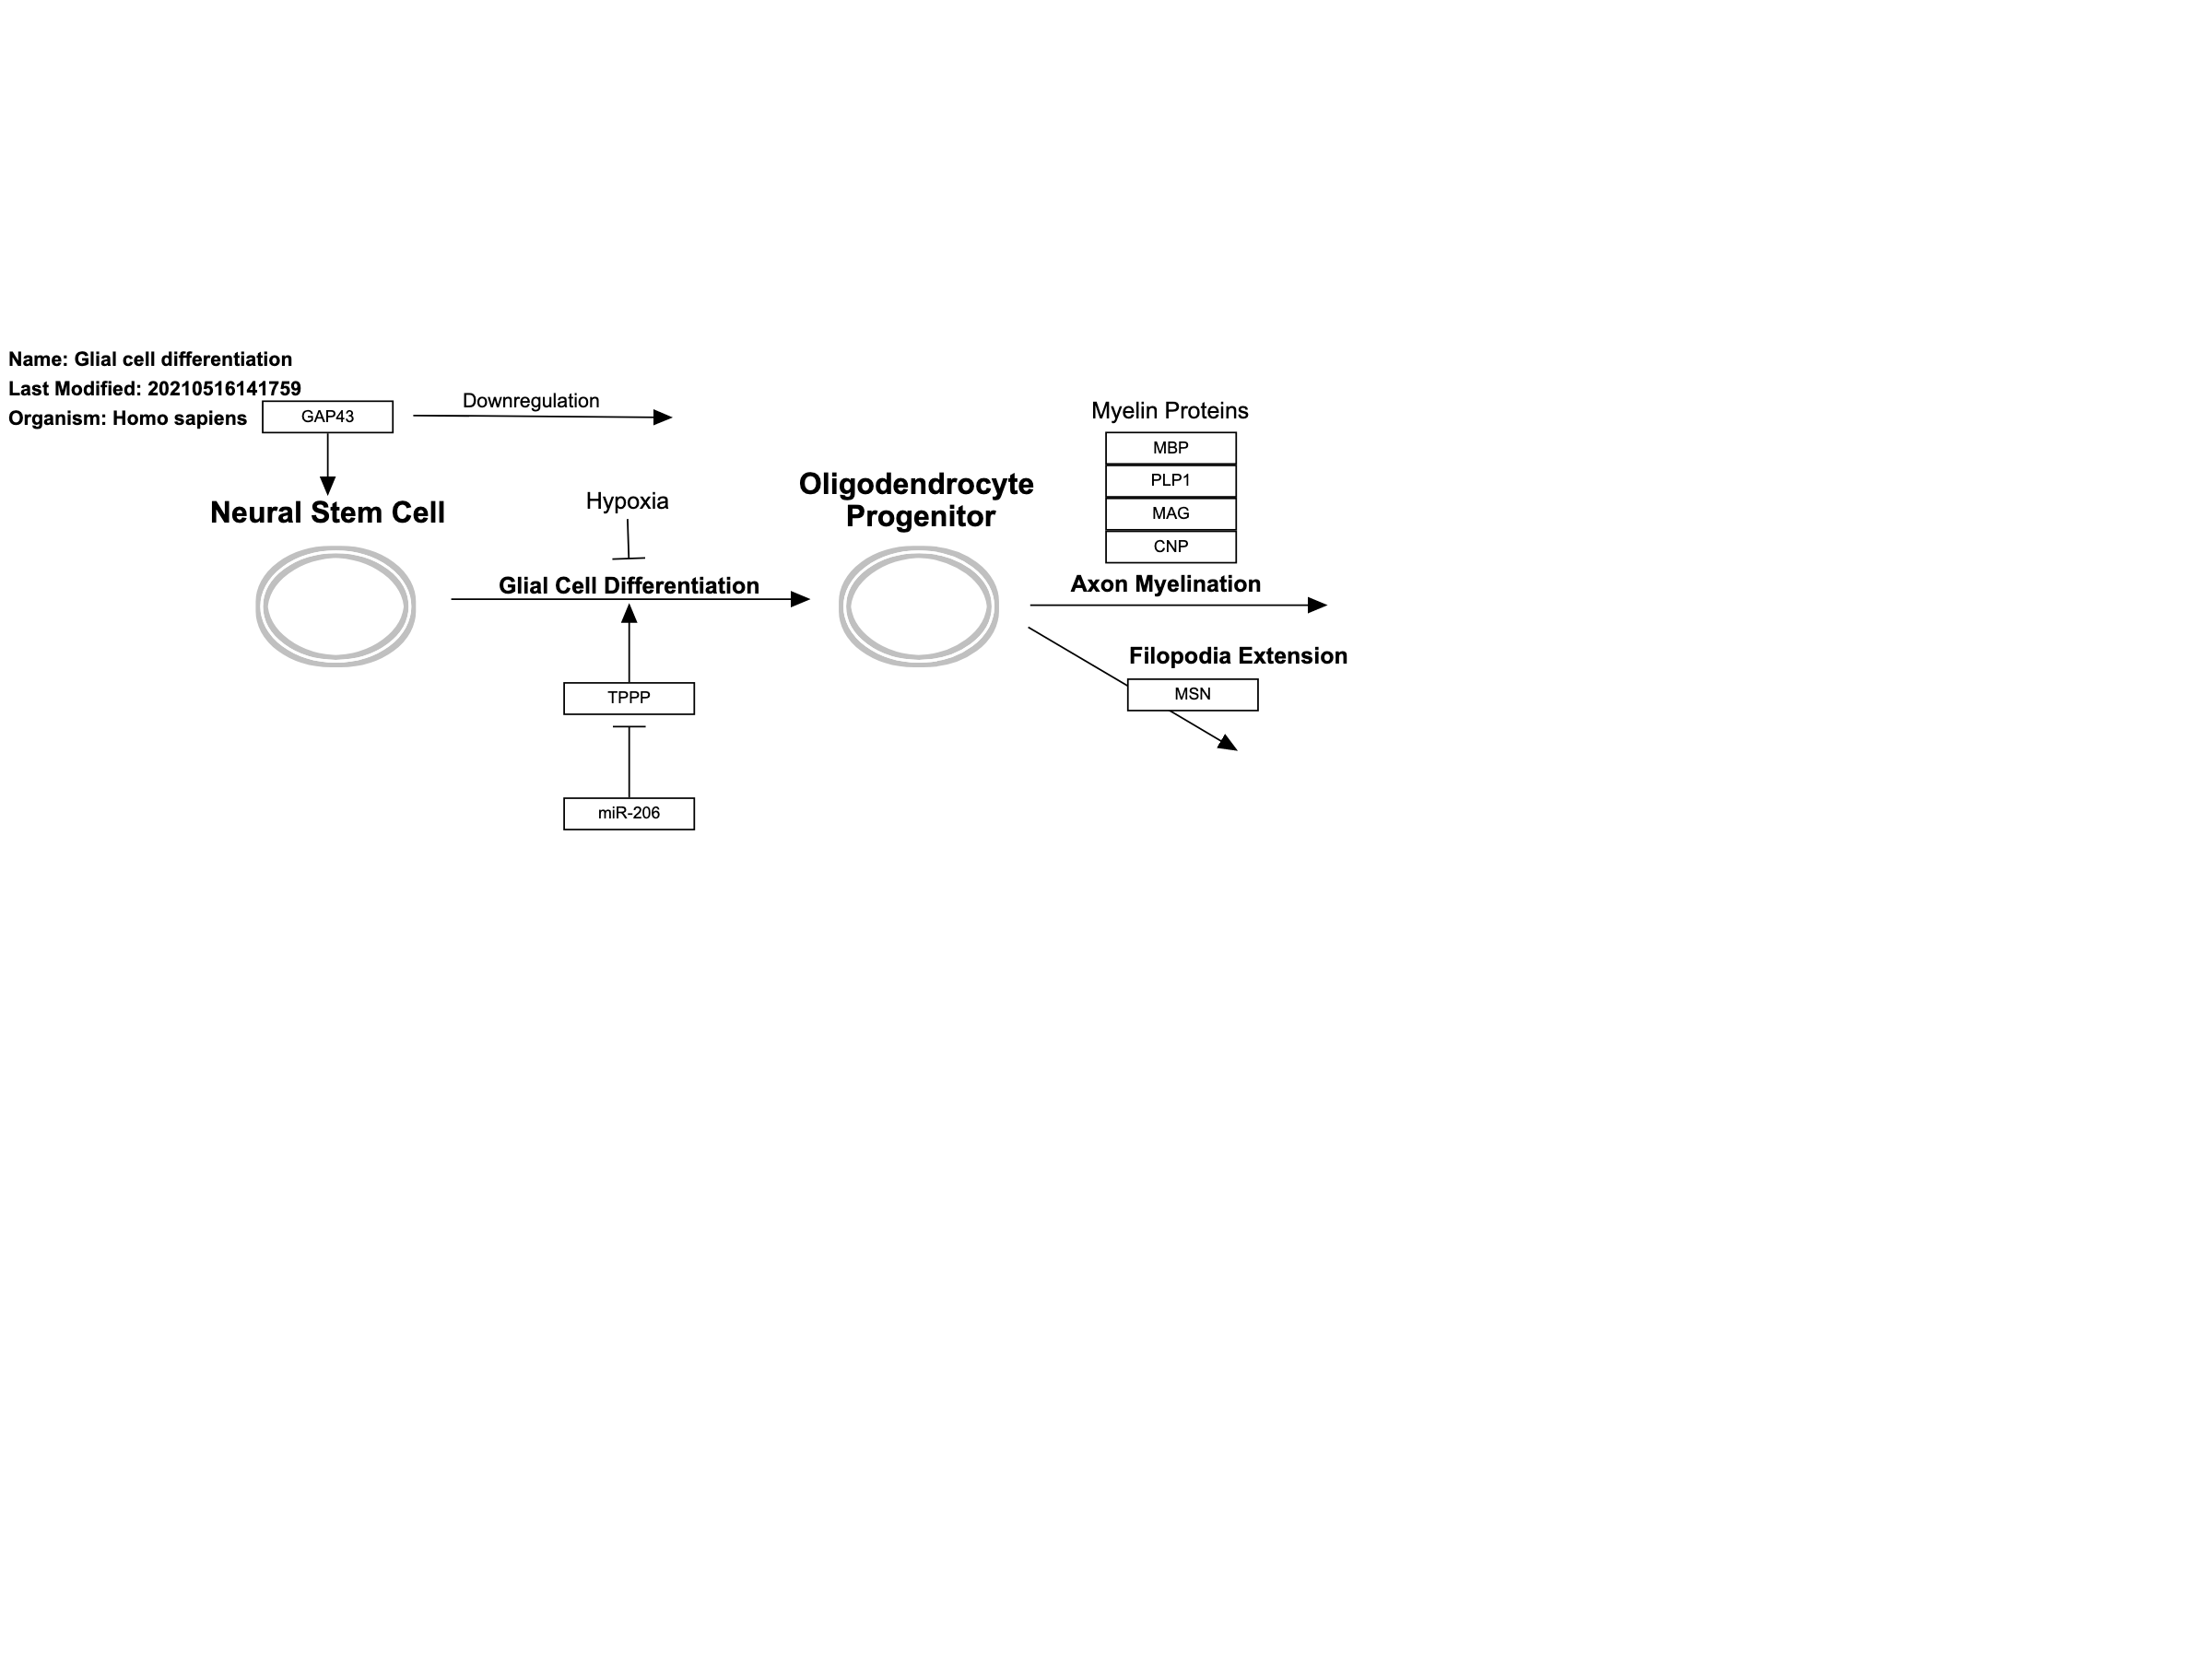 Name: Glial cell differentiation
Last Modified: 20210516141759
Organism: Homo sapiens
GAP43
Downregulation
Neural Stem Cell
Hypoxia
Glial Cell Differentiation
TPPP
miR-206
Oligodendrocyte
Progenitor
Myelin Proteins
MBP
PLP1
MAG
CNP
Axon Myelination
Filopodia Extension
MSN